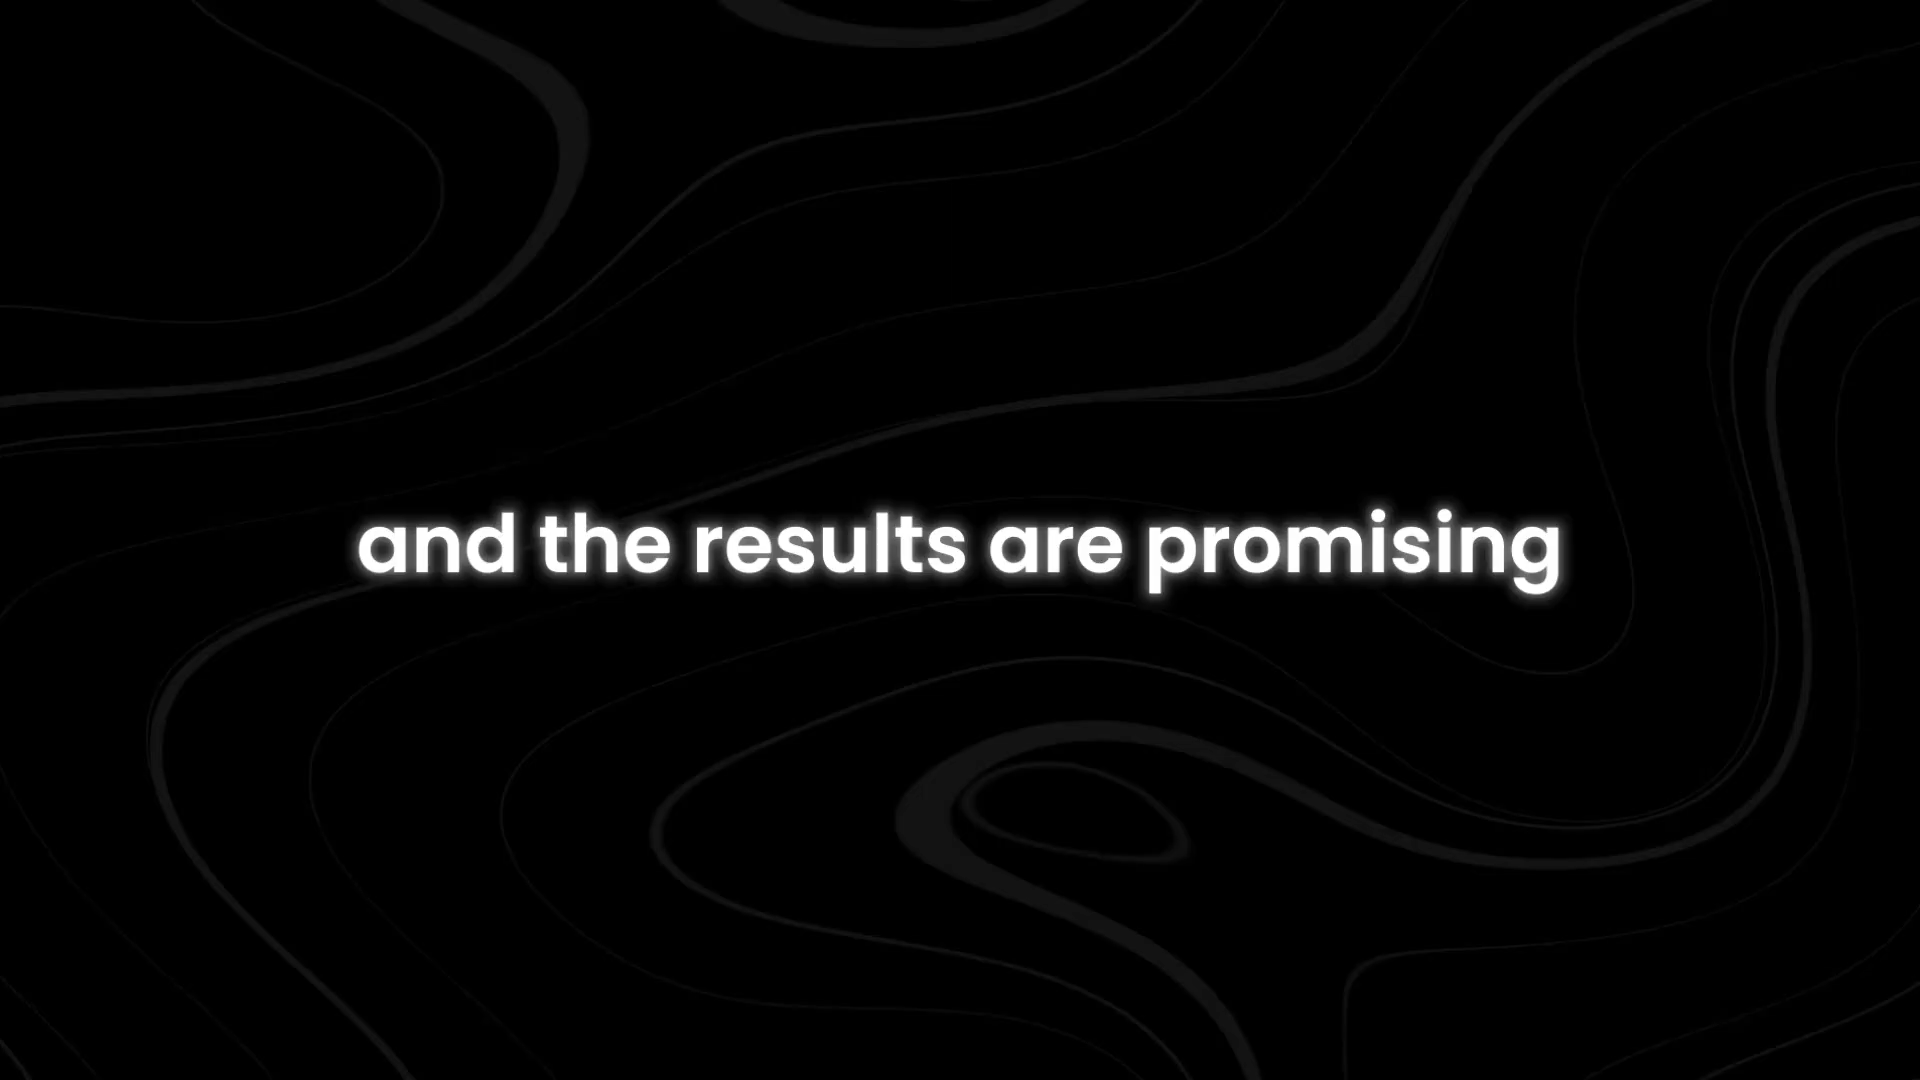 and the results are promising